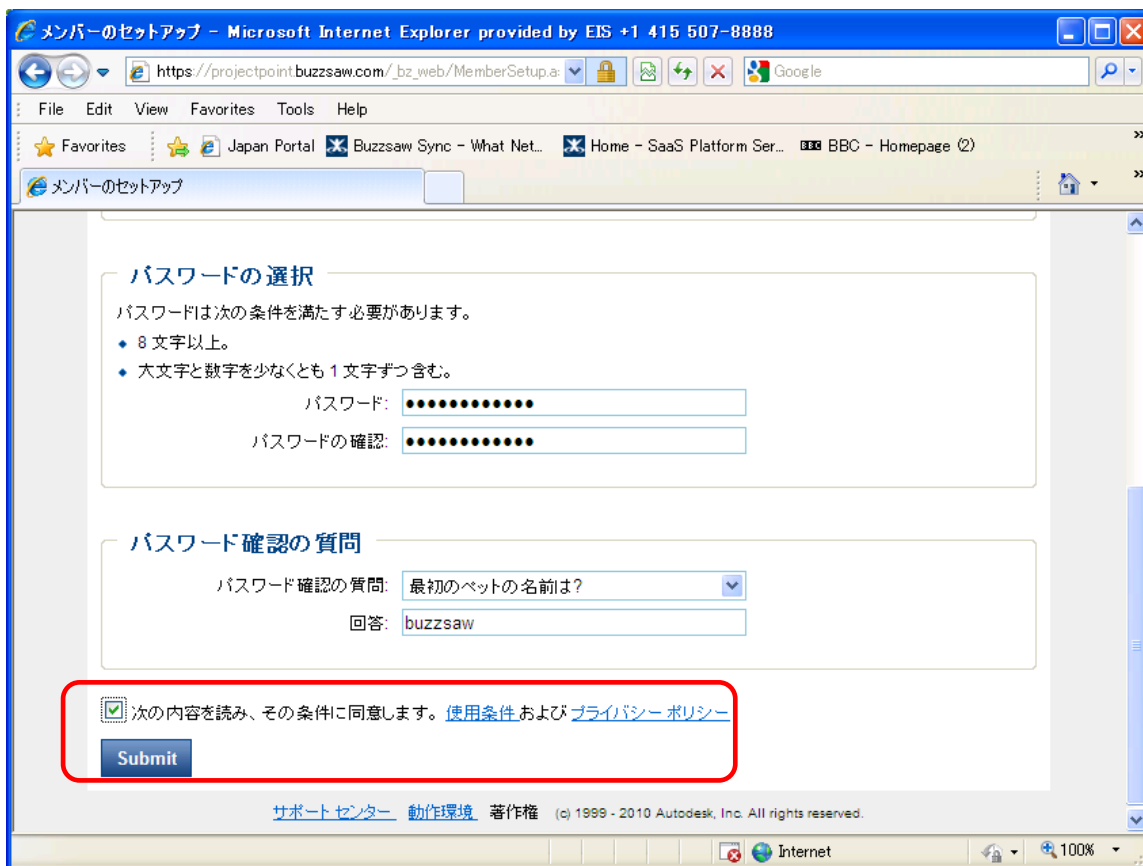 メンバーのセットアップ - Microsoft Internet Explorer provided by EIS +1 415 507-8888
https://projectpoint.buzzsaw.com/_bz_web/MemberSetup.a
Google
File Edit View Favorites Tools Help
Favorites Japan Portal Buzzsaw Sync - What Net... Home - SaaS Platform Ser... BBC BBC - Homepage (2)
メンバーのセットアップ
パスワードの選択
パスワードは次の条件を満たす必要があります。
• 8 文字以上。
• 大文字と数字を少なくとも 1 文字ずつ含む。
パスワード: ●●●●●●●●●●●●
パスワードの確認: ●●●●●●●●●●●●
パスワード確認の質問
パスワード確認の質問: 最初のペットの名前は?
回答: buzzsaw
次の内容を読み、その条件に同意します。 使用条件 および プライバシー ポリシー
Submit
サポート センター 動作環境 著作権 (c) 1999 - 2010 Autodesk, Inc. All rights reserved.
Internet 100%